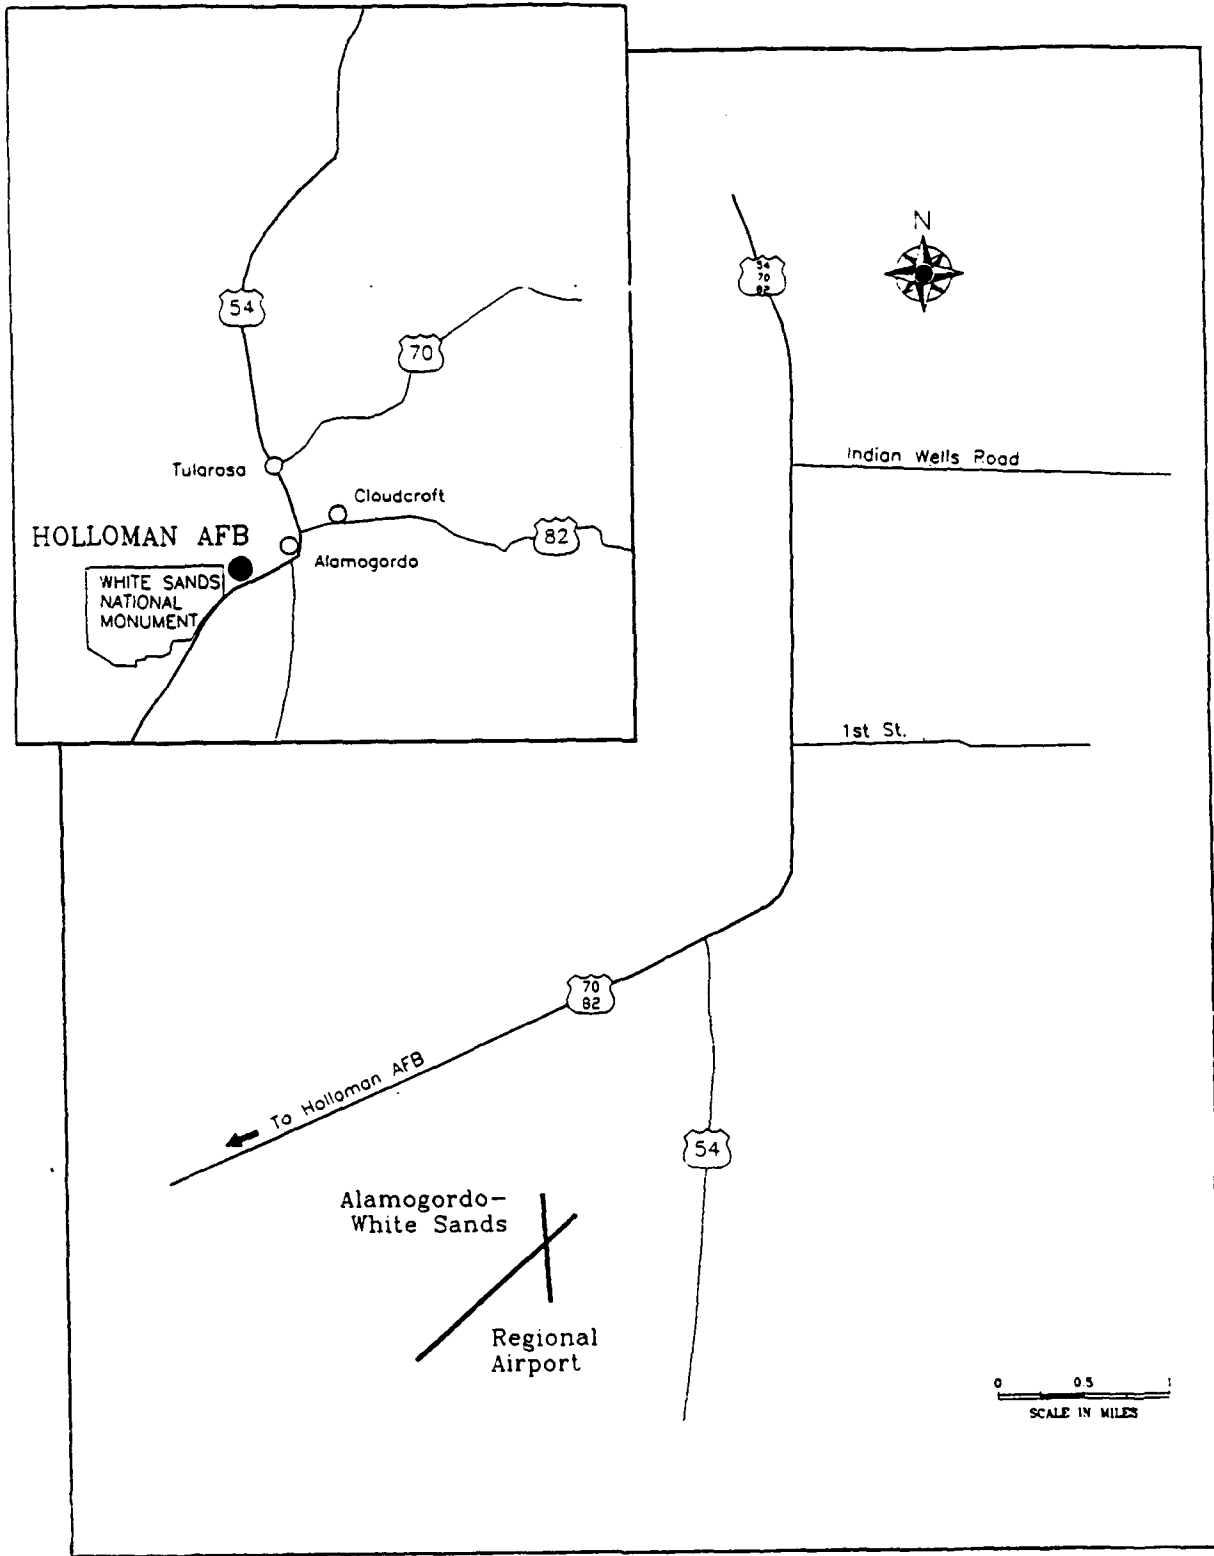 54
70
Tularosa
Cloudcroft
HOLLOMAN AFB
82
Alamogordo
WHITE SANDS
NATIONAL
MONUMENT
N
54
70
82
Indian Wells Road
1st St.
70
82
To Holloman AFB
54
Alamogordo-
White Sands
Regional
Airport
0 0.5 1
SCALE IN MILES